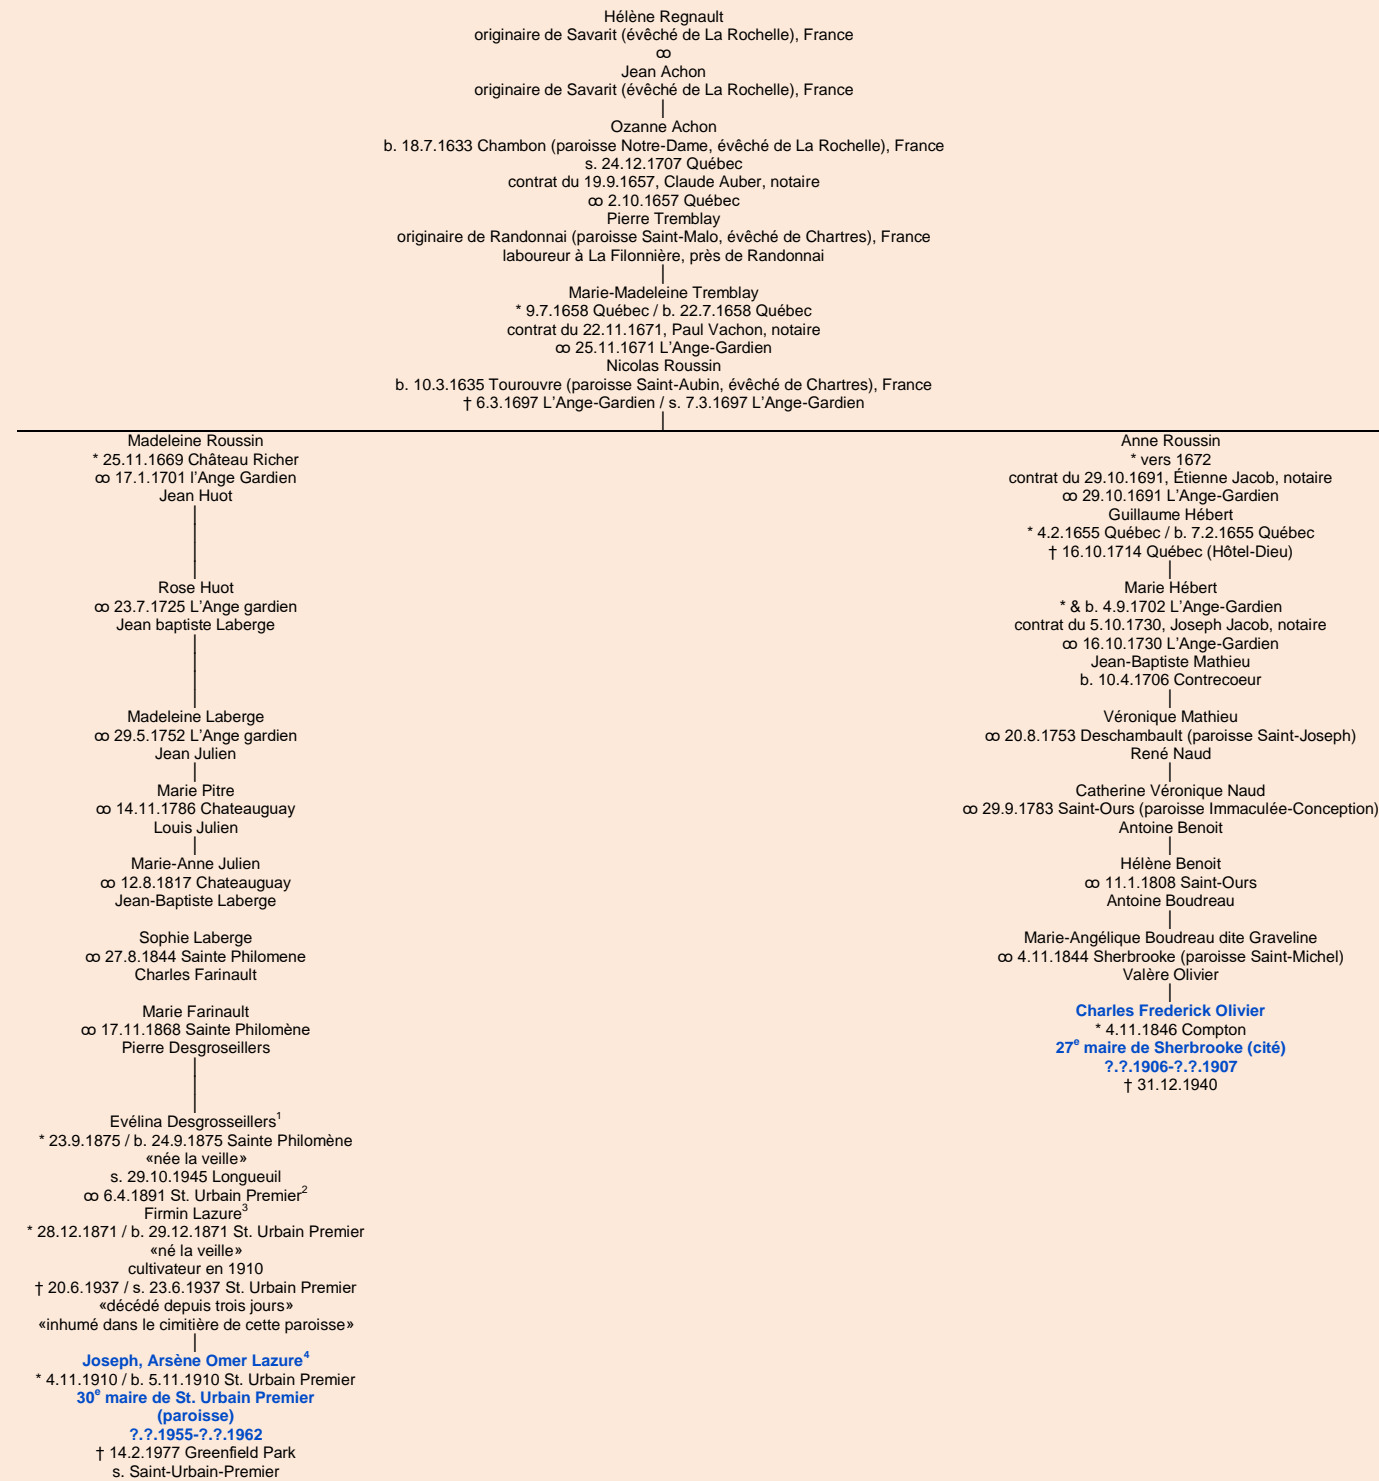 Hélène Regnault
originaire de Savarit (évêché de La Rochelle), France
ꝏ
Jean Achon
originaire de Savarit (évêché de La Rochelle), France
Ozanne Achon
b. 18.7.1633 Chambon (paroisse Notre-Dame, évêché de La Rochelle), France
s. 24.12.1707 Québec
contrat du 19.9.1657, Claude Auber, notaire
ꝏ 2.10.1657 Québec
Pierre Tremblay
originaire de Randonnai (paroisse Saint-Malo, évêché de Chartres), France
laboureur à La Filonnière, près de Randonnai
Marie-Madeleine Tremblay
* 9.7.1658 Québec / b. 22.7.1658 Québec
contrat du 22.11.1671, Paul Vachon, notaire
ꝏ 25.11.1671 L'Ange-Gardien
Nicolas Roussin
b. 10.3.1635 Tourouvre (paroisse Saint-Aubin, évêché de Chartres), France
† 6.3.1697 L'Ange-Gardien / s. 7.3.1697 L'Ange-Gardien
Madeleine Roussin
* 25.11.1669 Château Richer
ꝏ 17.1.1701 l'Ange Gardien
Jean Huot
Rose Huot
ꝏ 23.7.1725 L'Ange gardien
Jean baptiste Laberge
Madeleine Laberge
ꝏ 29.5.1752 L'Ange gardien
Jean Julien
Marie Pitre
ꝏ 14.11.1786 Chateauguay
Louis Julien
Marie-Anne Julien
ꝏ 12.8.1817 Chateauguay
Jean-Baptiste Laberge
Sophie Laberge
ꝏ 27.8.1844 Sainte Philomene
Charles Farinault
Marie Farinault
ꝏ 17.11.1868 Sainte Philomène
Pierre Desgroseillers
Evélina Desgrosseillers¹
* 23.9.1875 / b. 24.9.1875 Sainte Philomène
«née la veille»
s. 29.10.1945 Longueuil
ꝏ 6.4.1891 St. Urbain Premier²
Firmin Lazure³
* 28.12.1871 / b. 29.12.1871 St. Urbain Premier
«né la veille»
cultivateur en 1910
† 20.6.1937 / s. 23.6.1937 St. Urbain Premier
«décédé depuis trois jours»
«inhumé dans le cimitière de cette paroisse»
Joseph, Arsène Omer Lazure⁴
* 4.11.1910 / b. 5.11.1910 St. Urbain Premier
30ᵉ maire de St. Urbain Premier
(paroisse)
?.?.1955-?.?.1962
† 14.2.1977 Greenfield Park
s. Saint-Urbain-Premier
Anne Roussin
* vers 1672
contrat du 29.10.1691, Étienne Jacob, notaire
ꝏ 29.10.1691 L'Ange-Gardien
Guillaume Hébert
* 4.2.1655 Québec / b. 7.2.1655 Québec
† 16.10.1714 Québec (Hôtel-Dieu)
Marie Hébert
* & b. 4.9.1702 L'Ange-Gardien
contrat du 5.10.1730, Joseph Jacob, notaire
ꝏ 16.10.1730 L'Ange-Gardien
Jean-Baptiste Mathieu
b. 10.4.1706 Contrecoeur
Véronique Mathieu
ꝏ 20.8.1753 Deschambault (paroisse Saint-Joseph)
René Naud
Catherine Véronique Naud
ꝏ 29.9.1783 Saint-Ours (paroisse Immaculée-Conception)
Antoine Benoit
Hélène Benoit
ꝏ 11.1.1808 Saint-Ours
Antoine Boudreau
Marie-Angélique Boudreau dite Graveline
ꝏ 4.11.1844 Sherbrooke (paroisse Saint-Michel)
Valère Olivier
Charles Frederick Olivier
* 4.11.1846 Compton
27ᵉ maire de Sherbrooke (cité)
?.?.1906-?.?.1907
† 31.12.1940